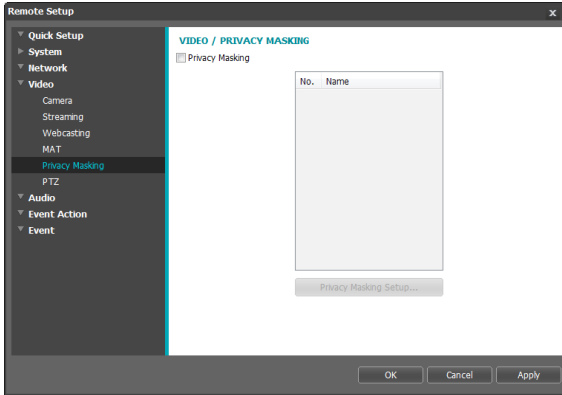 Remote Setup x
Quick Setup
System
Network
Video
Camera
Streaming
Webcasting
MAT
Privacy Masking
PTZ
Audio
Event Action
Event
VIDEO / PRIVACY MASKING
Privacy Masking
No. Name
Privacy Masking Setup...
OK Cancel Apply